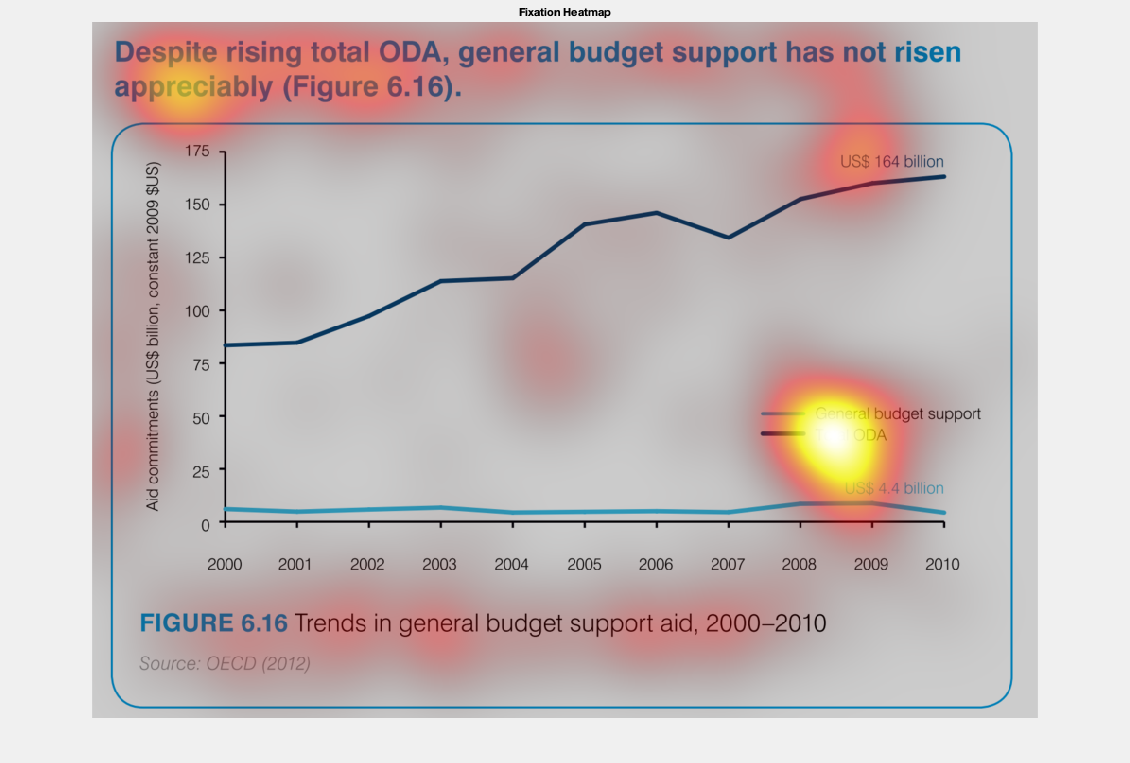 Fixation Heatmap
Despite rising total ODA, general budget support has not risen
appreciably (Figure 6.16).
175
150
125
100
75
50
25
0
Aid commitments (US$ billion, constant 2009 $US)
US$ 164 billion
General budget support
ODA
US$ 4.4 billion
2000 2001 2002 2003 2004 2005 2006 2007 2008 2009 2010
FIGURE 6.16 Trends in general budget support aid, 2000–2010
Source: OECD (2012)